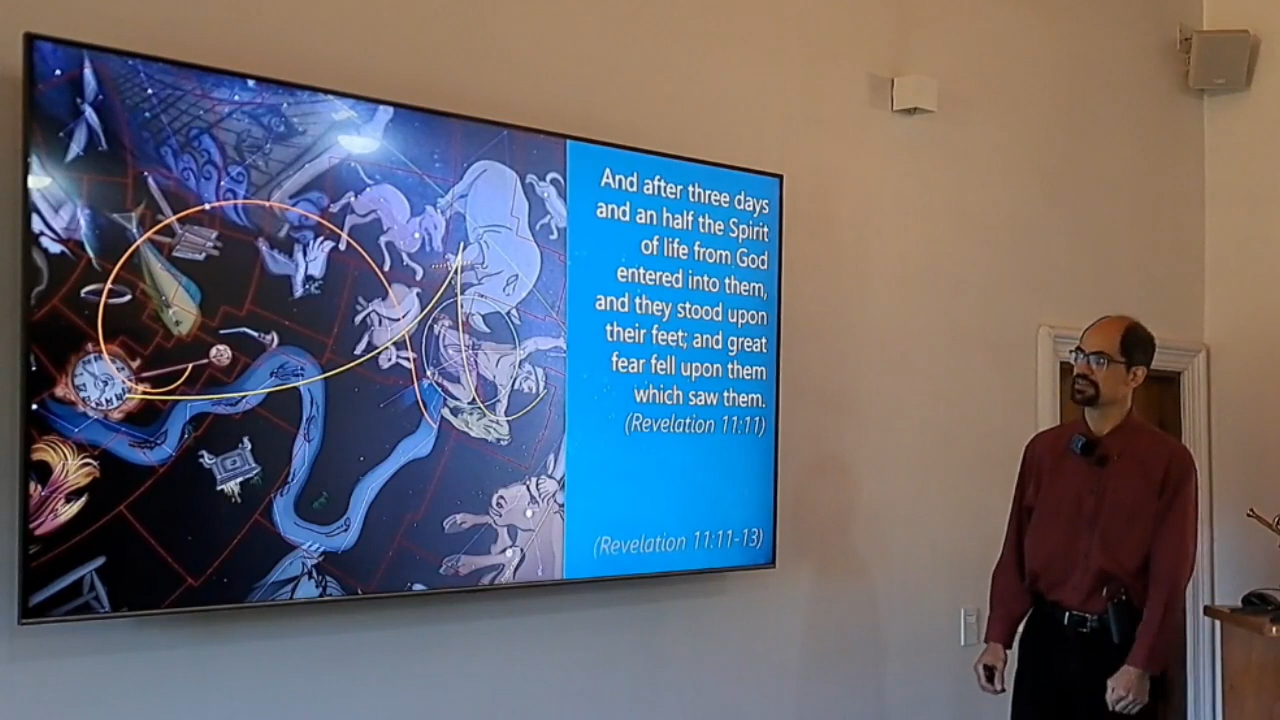 And after three days
and an half the Spirit
of life from God
entered into them,
and they stood upon
their feet; and great
fear fell upon them
which saw them.
(Revelation 11:11)
(Revelation 11:11-13)